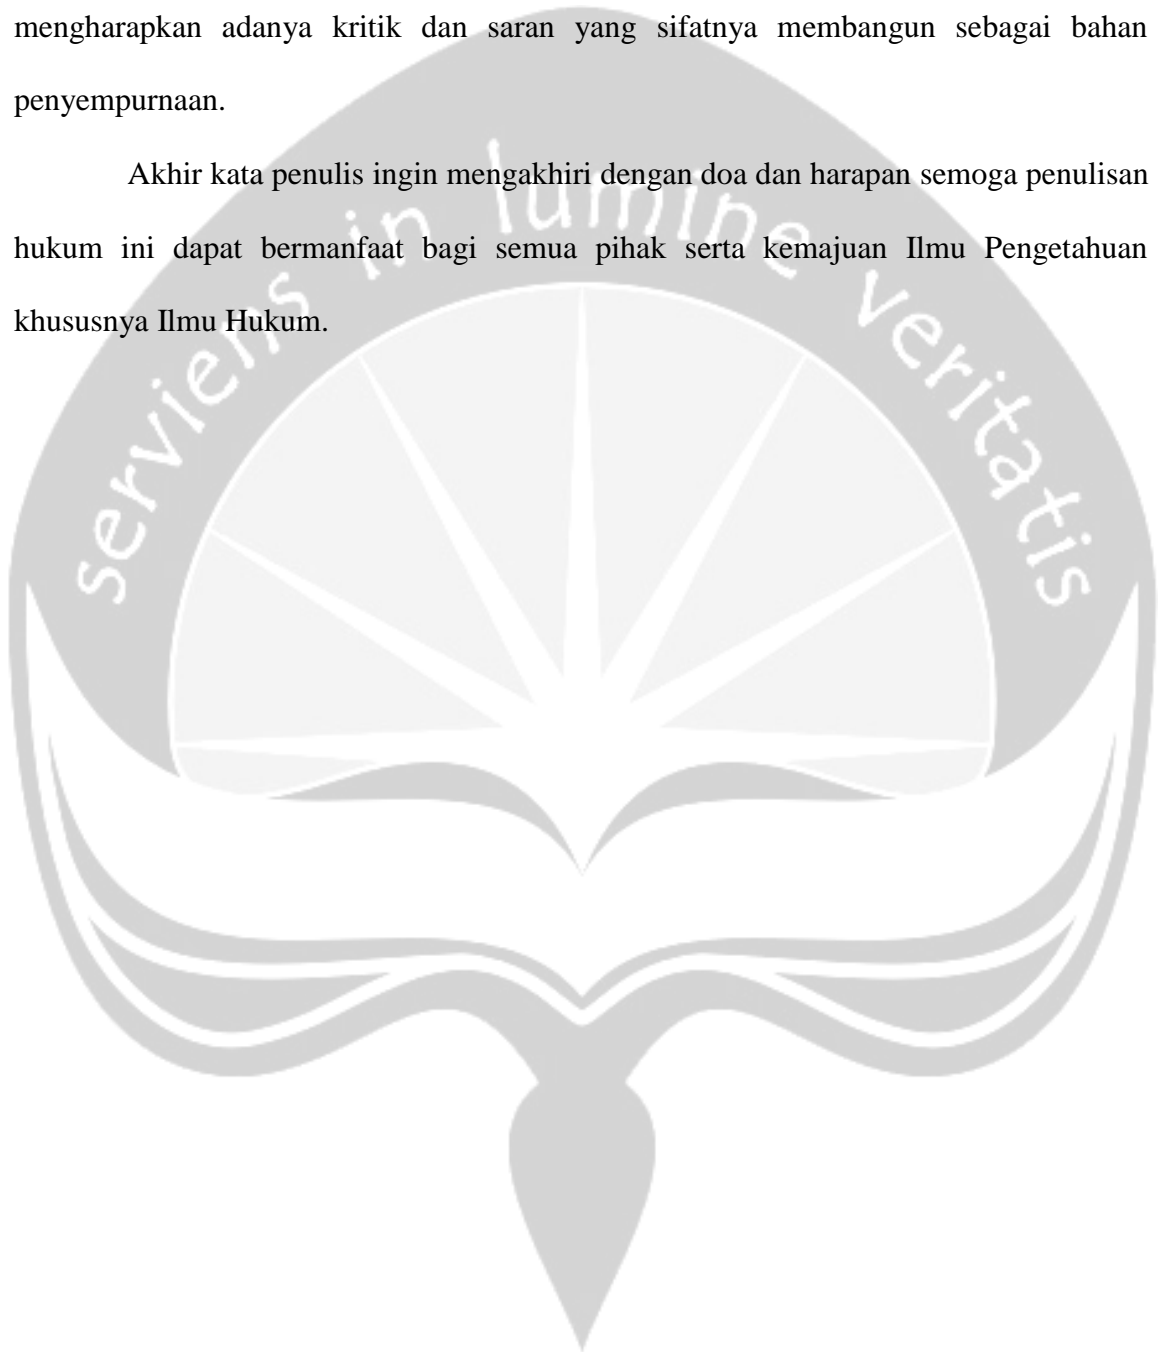 mengharapkan adanya kritik dan saran yang sifatnya membangun sebagai bahan
penyempurnaan.
Akhir kata penulis ingin mengakhiri dengan doa dan harapan semoga penulisan
hukum ini dapat bermanfaat bagi semua pihak serta kemajuan Ilmu Pengetahuan
khususnya Ilmu Hukum.
serviens in lumine veritatis